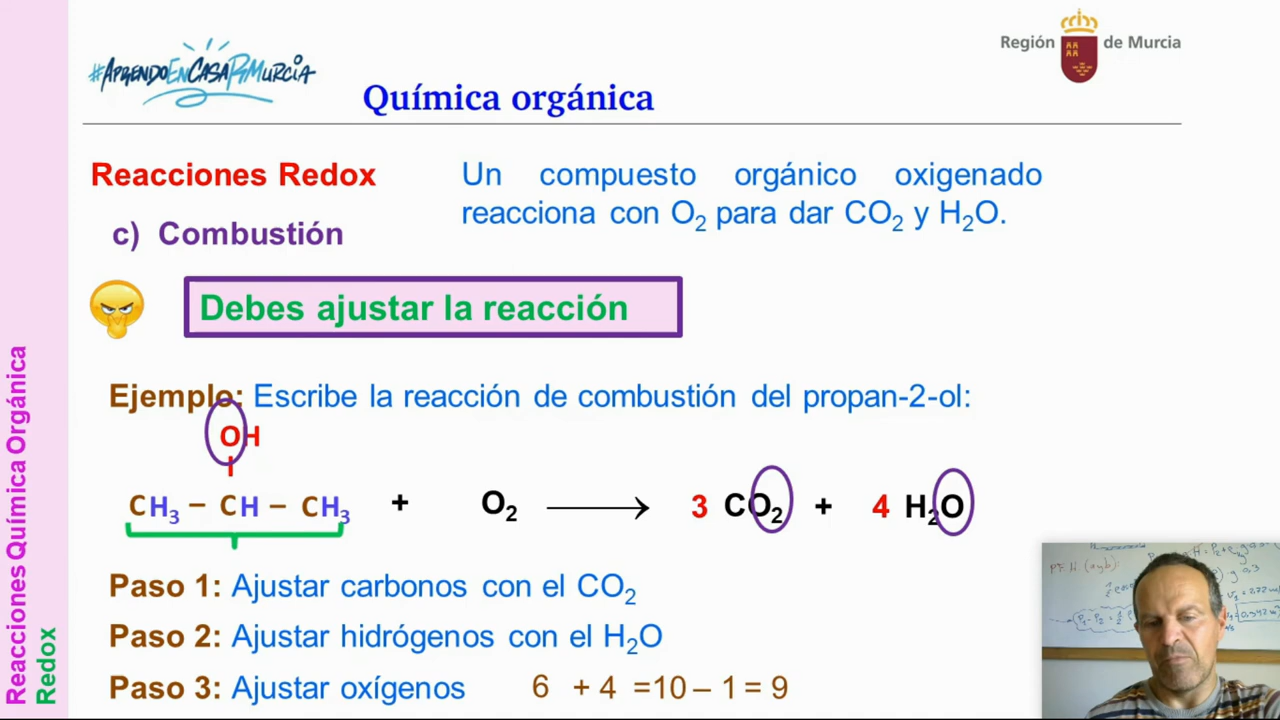 #APRENDOENCASARMURCIA
Región de Murcia
Química orgánica
Reacciones Redox
Un compuesto orgánico oxigenado
reacciona con O₂ para dar CO₂ y H₂O.
c) Combustión
Debes ajustar la reacción
Ejemplo: Escribe la reacción de combustión del propan-2-ol:
OH
CH₃ – CH – CH₃ + O₂ ⟶ 3 CO₂ + 4 H₂O
Paso 1: Ajustar carbonos con el CO₂
Paso 2: Ajustar hidrógenos con el H₂O
Paso 3: Ajustar oxígenos 6 + 4 =10 – 1 = 9
Reacciones Química Orgánica
Redox